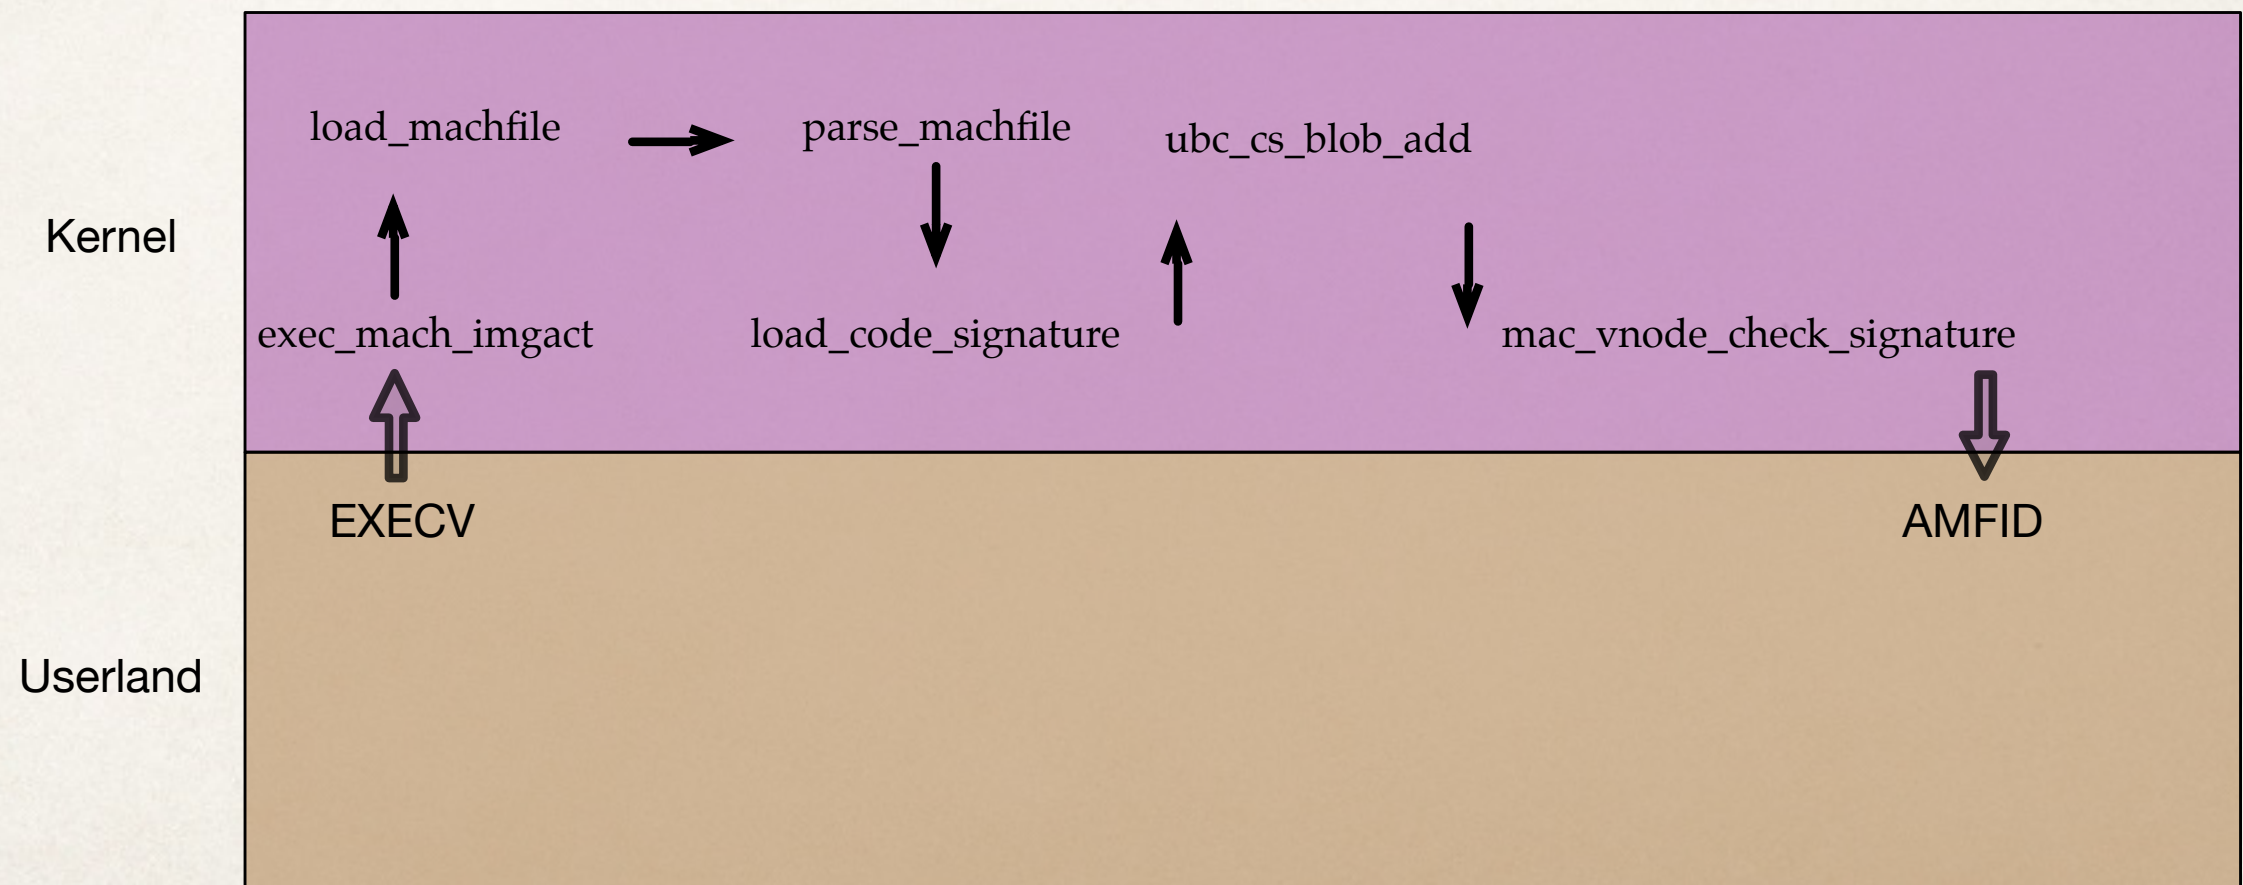 load_machfile
parse_machfile
ubc_cs_blob_add
Kernel
exec_mach_imgact
load_code_signature
mac_vnode_check_signature
EXECV
AMFID
Userland